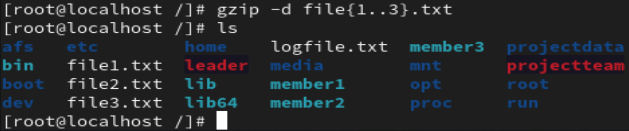 [root@localhost /]# gzip -d file{1..3}.txt
[root@localhost /]# ls
afs etc home logfile.txt member3 projectdata
bin file1.txt leader media mnt projectteam
boot file2.txt lib member1 opt root
dev file3.txt lib64 member2 proc run
[root@localhost /]#